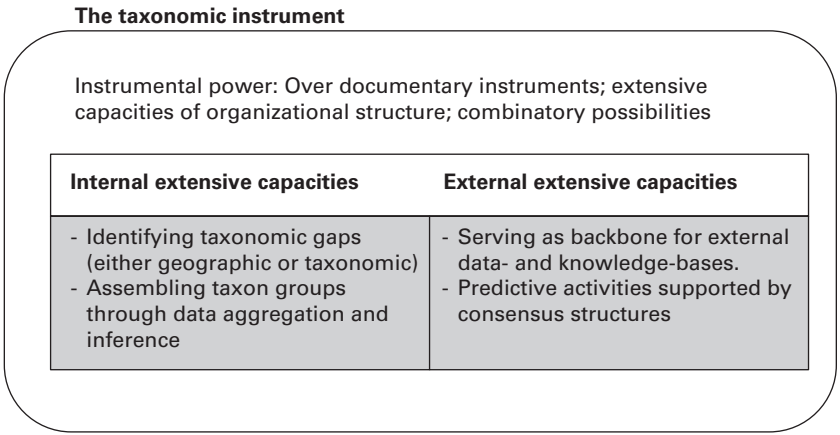 The taxonomic instrument
Instrumental power: Over documentary instruments; extensive
capacities of organizational structure; combinatory possibilities
Internal extensive capacities
External extensive capacities
- Identifying taxonomic gaps
(either geographic or taxonomic)
- Assembling taxon groups
through data aggregation and
inference
- Serving as backbone for external
data- and knowledge-bases.
- Predictive activities supported by
consensus structures